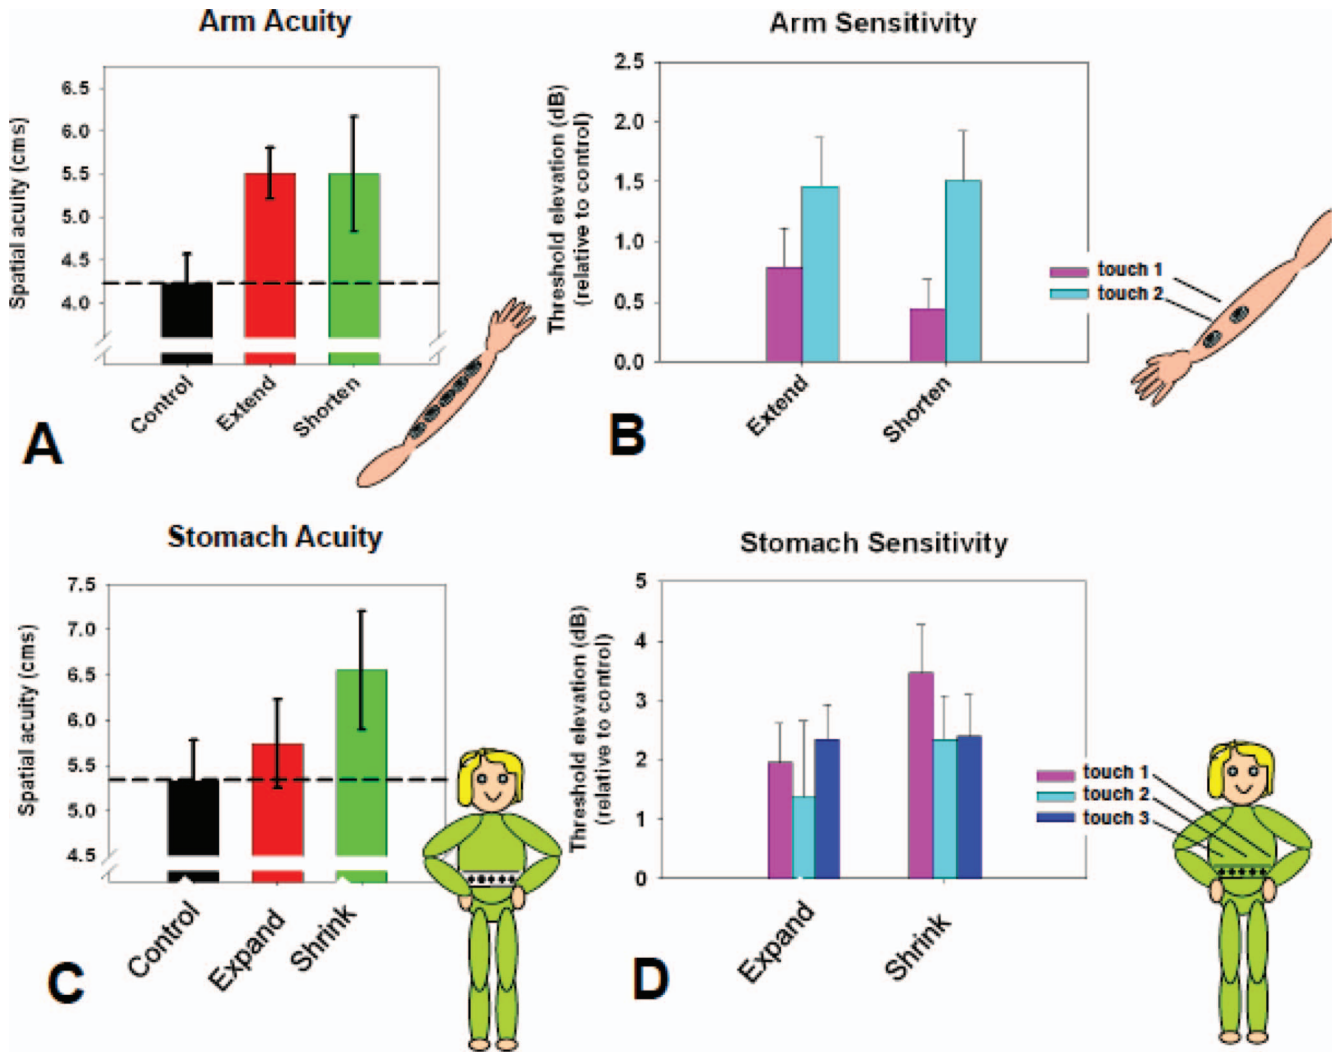 Arm Acuity
Spatial acuity (cms)
6.5
6.0
5.5
5.0
4.5
4.0
Control
Extend
Shorten
A
Arm Sensitivity
Threshold elevation (dB)
(relative to control)
2.5
2.0
1.5
1.0
0.5
0.0
Extend
Shorten
touch 1
touch 2
B
Stomach Acuity
Spatial acuity (cms)
7.5
7.0
6.5
6.0
5.5
5.0
4.5
Control
Expand
Shrink
C
Stomach Sensitivity
Threshold elevation (dB)
(relative to control)
5
4
3
2
1
0
Expand
Shrink
touch 1
touch 2
touch 3
D